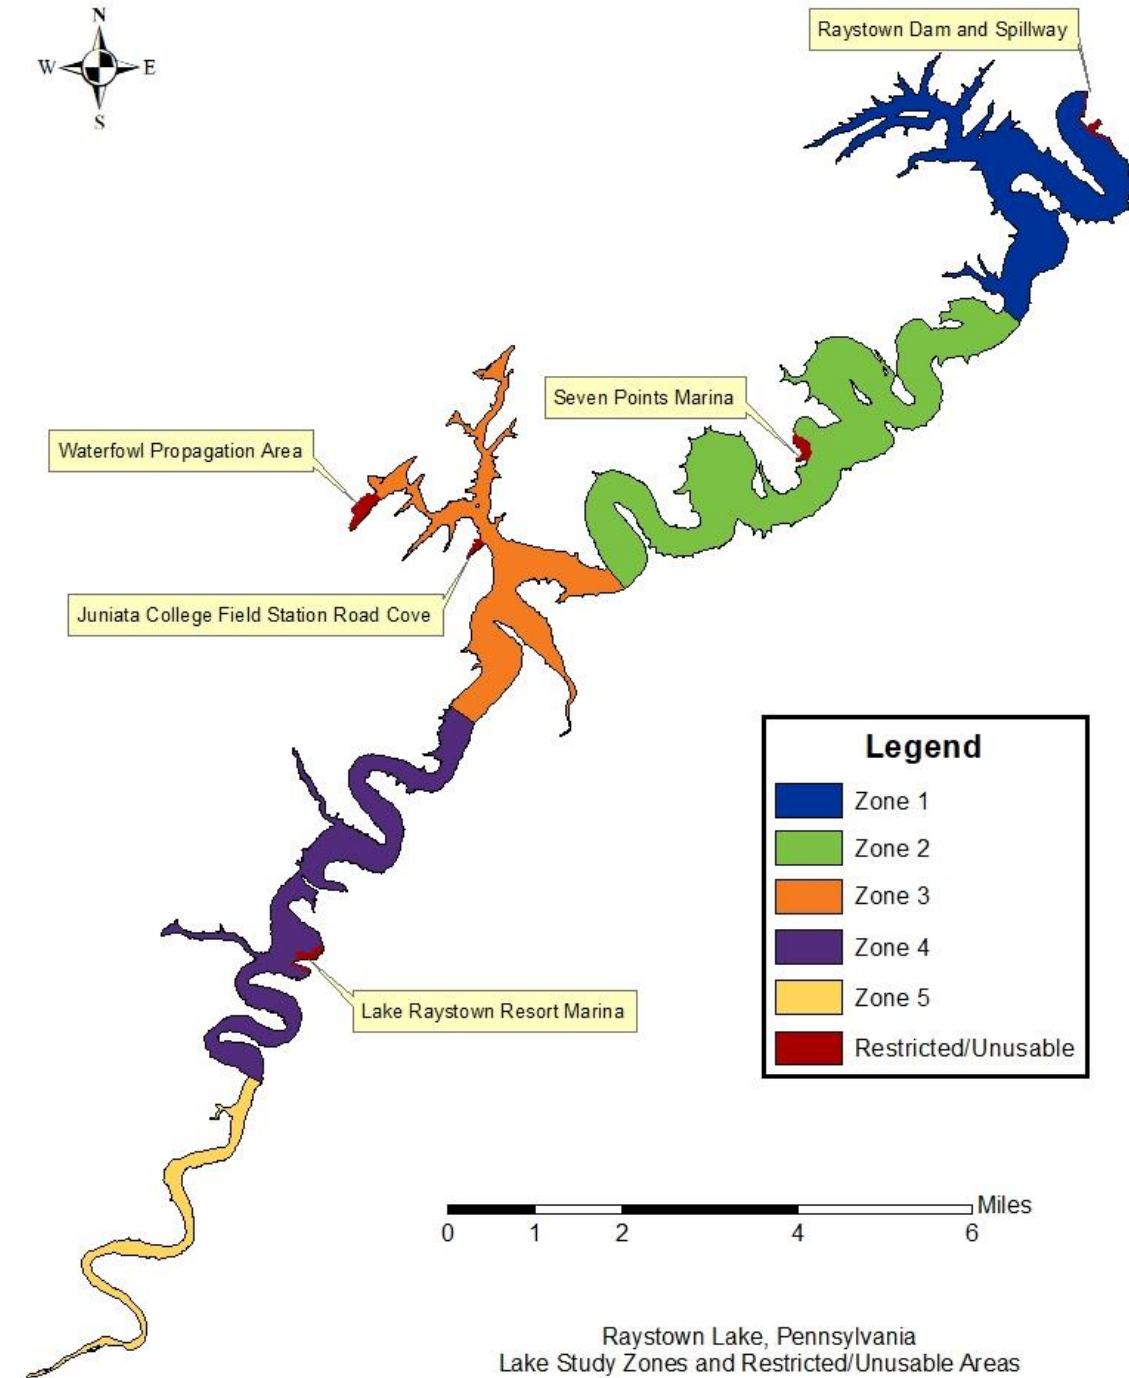 N
W E
S
Raystown Dam and Spillway
Seven Points Marina
Waterfowl Propagation Area
Juniata College Field Station Road Cove
Lake Raystown Resort Marina
Legend
Zone 1
Zone 2
Zone 3
Zone 4
Zone 5
Restricted/Unusable
Miles
0 1 2 4 6
Raystown Lake, Pennsylvania
Lake Study Zones and Restricted/Unusable Areas